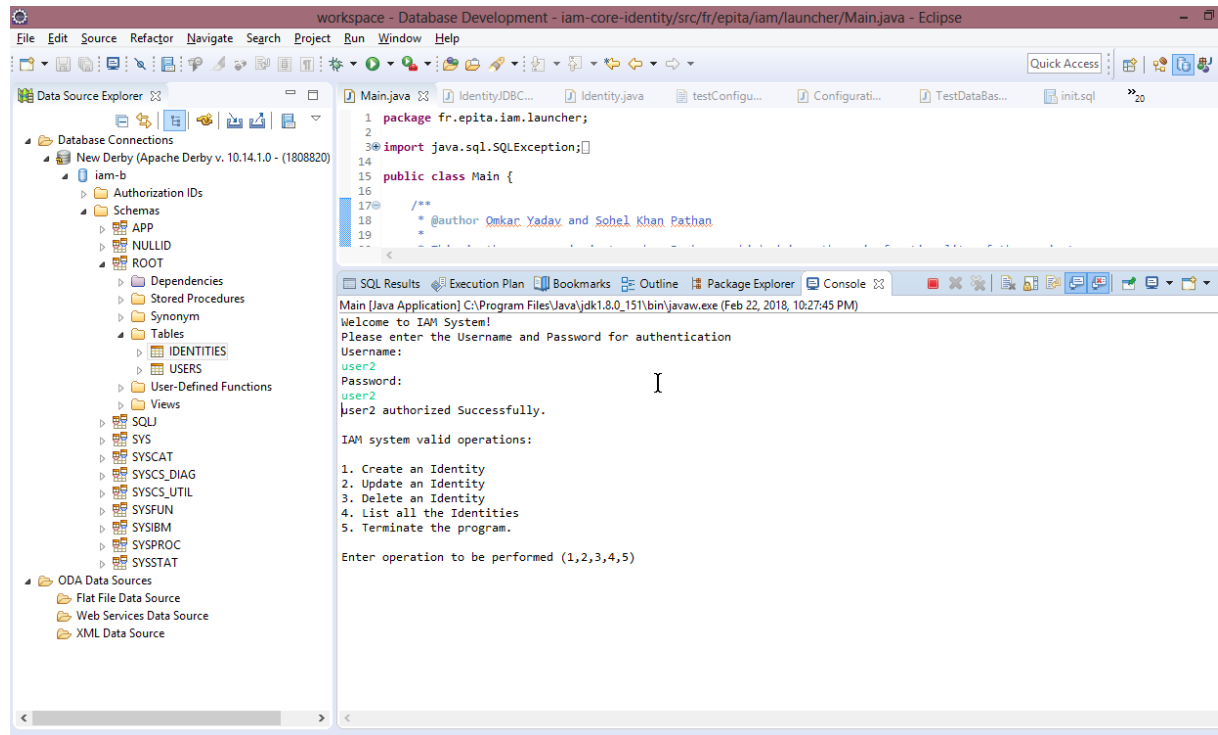 workspace - Database Development - iam-core-identity/src/fr/epita/iam/launcher/Main.java - Eclipse
File Edit Source Refactor Navigate Search Project Run Window Help
Quick Access
Data Source Explorer
Database Connections
New Derby (Apache Derby v. 10.14.1.0 - (1808820)
iam-b
Authorization IDs
Schemas
APP
NULLID
ROOT
Dependencies
Stored Procedures
Synonym
Tables
IDENTITIES
USERS
User-Defined Functions
Views
SQLJ
SYS
SYSCAT
SYSCS_DIAG
SYSCS_UTIL
SYSFUN
SYSIBM
SYSPROC
SYSSTAT
ODA Data Sources
Flat File Data Source
Web Services Data Source
XML Data Source
Main.java IdentityJDBC... Identity.java testConfigu... Configurati... TestDataBas... init.sql »20
1 package fr.epita.iam.launcher;
2
3 import java.sql.SQLException;
14
15 public class Main {
16
17 /**
18 * @author Omkar Yadav and Sohel Khan Pathan
19 *
SQL Results Execution Plan Bookmarks Outline Package Explorer Console
Main [Java Application] C:\Program Files\Java\jdk1.8.0_151\bin\javaw.exe (Feb 22, 2018, 10:27:45 PM)
Welcome to IAM System!
Please enter the Username and Password for authentication
Username:
user2
Password:
user2
user2 authorized Successfully.
IAM system valid operations:
1. Create an Identity
2. Update an Identity
3. Delete an Identity
4. List all the Identities
5. Terminate the program.
Enter operation to be performed (1,2,3,4,5)